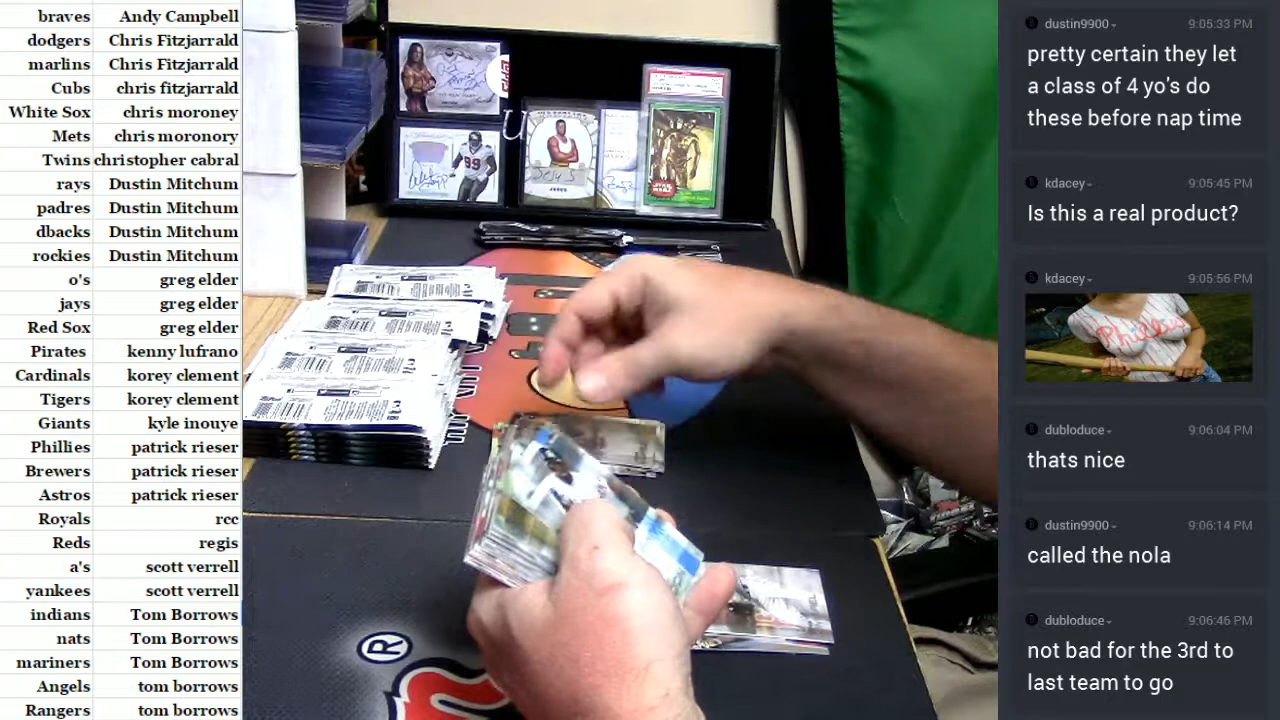 braves Andy Campbell
dodgers Chris Fitzjarrald
marlins Chris Fitzjarrald
Cubs chris fitzjarrald
White Sox chris moroney
Mets chris moronory
Twins christopher cabral
rays Dustin Mitchum
padres Dustin Mitchum
dbacks Dustin Mitchum
rockies Dustin Mitchum
o's greg elder
jays greg elder
Red Sox greg elder
Pirates kenny lufrano
Cardinals korey clement
Tigers korey clement
Giants kyle inouye
Phillies patrick rieser
Brewers patrick rieser
Astros patrick rieser
Royals rcc
Reds regis
a's scott verrell
yankees scott verrell
indians Tom Borrows
nats Tom Borrows
mariners Tom Borrows
Angels tom borrows
Rangers tom borrows
99
STAR
WARS
®
dustin9900 9:05:33 PM
pretty certain they let
a class of 4 yo's do
these before nap time
kdacey 9:05:45 PM
Is this a real product?
kdacey 9:05:56 PM
Phillies
dubloduce 9:06:04 PM
thats nice
dustin9900 9:06:14 PM
called the nola
dubloduce 9:06:46 PM
not bad for the 3rd to
last team to go